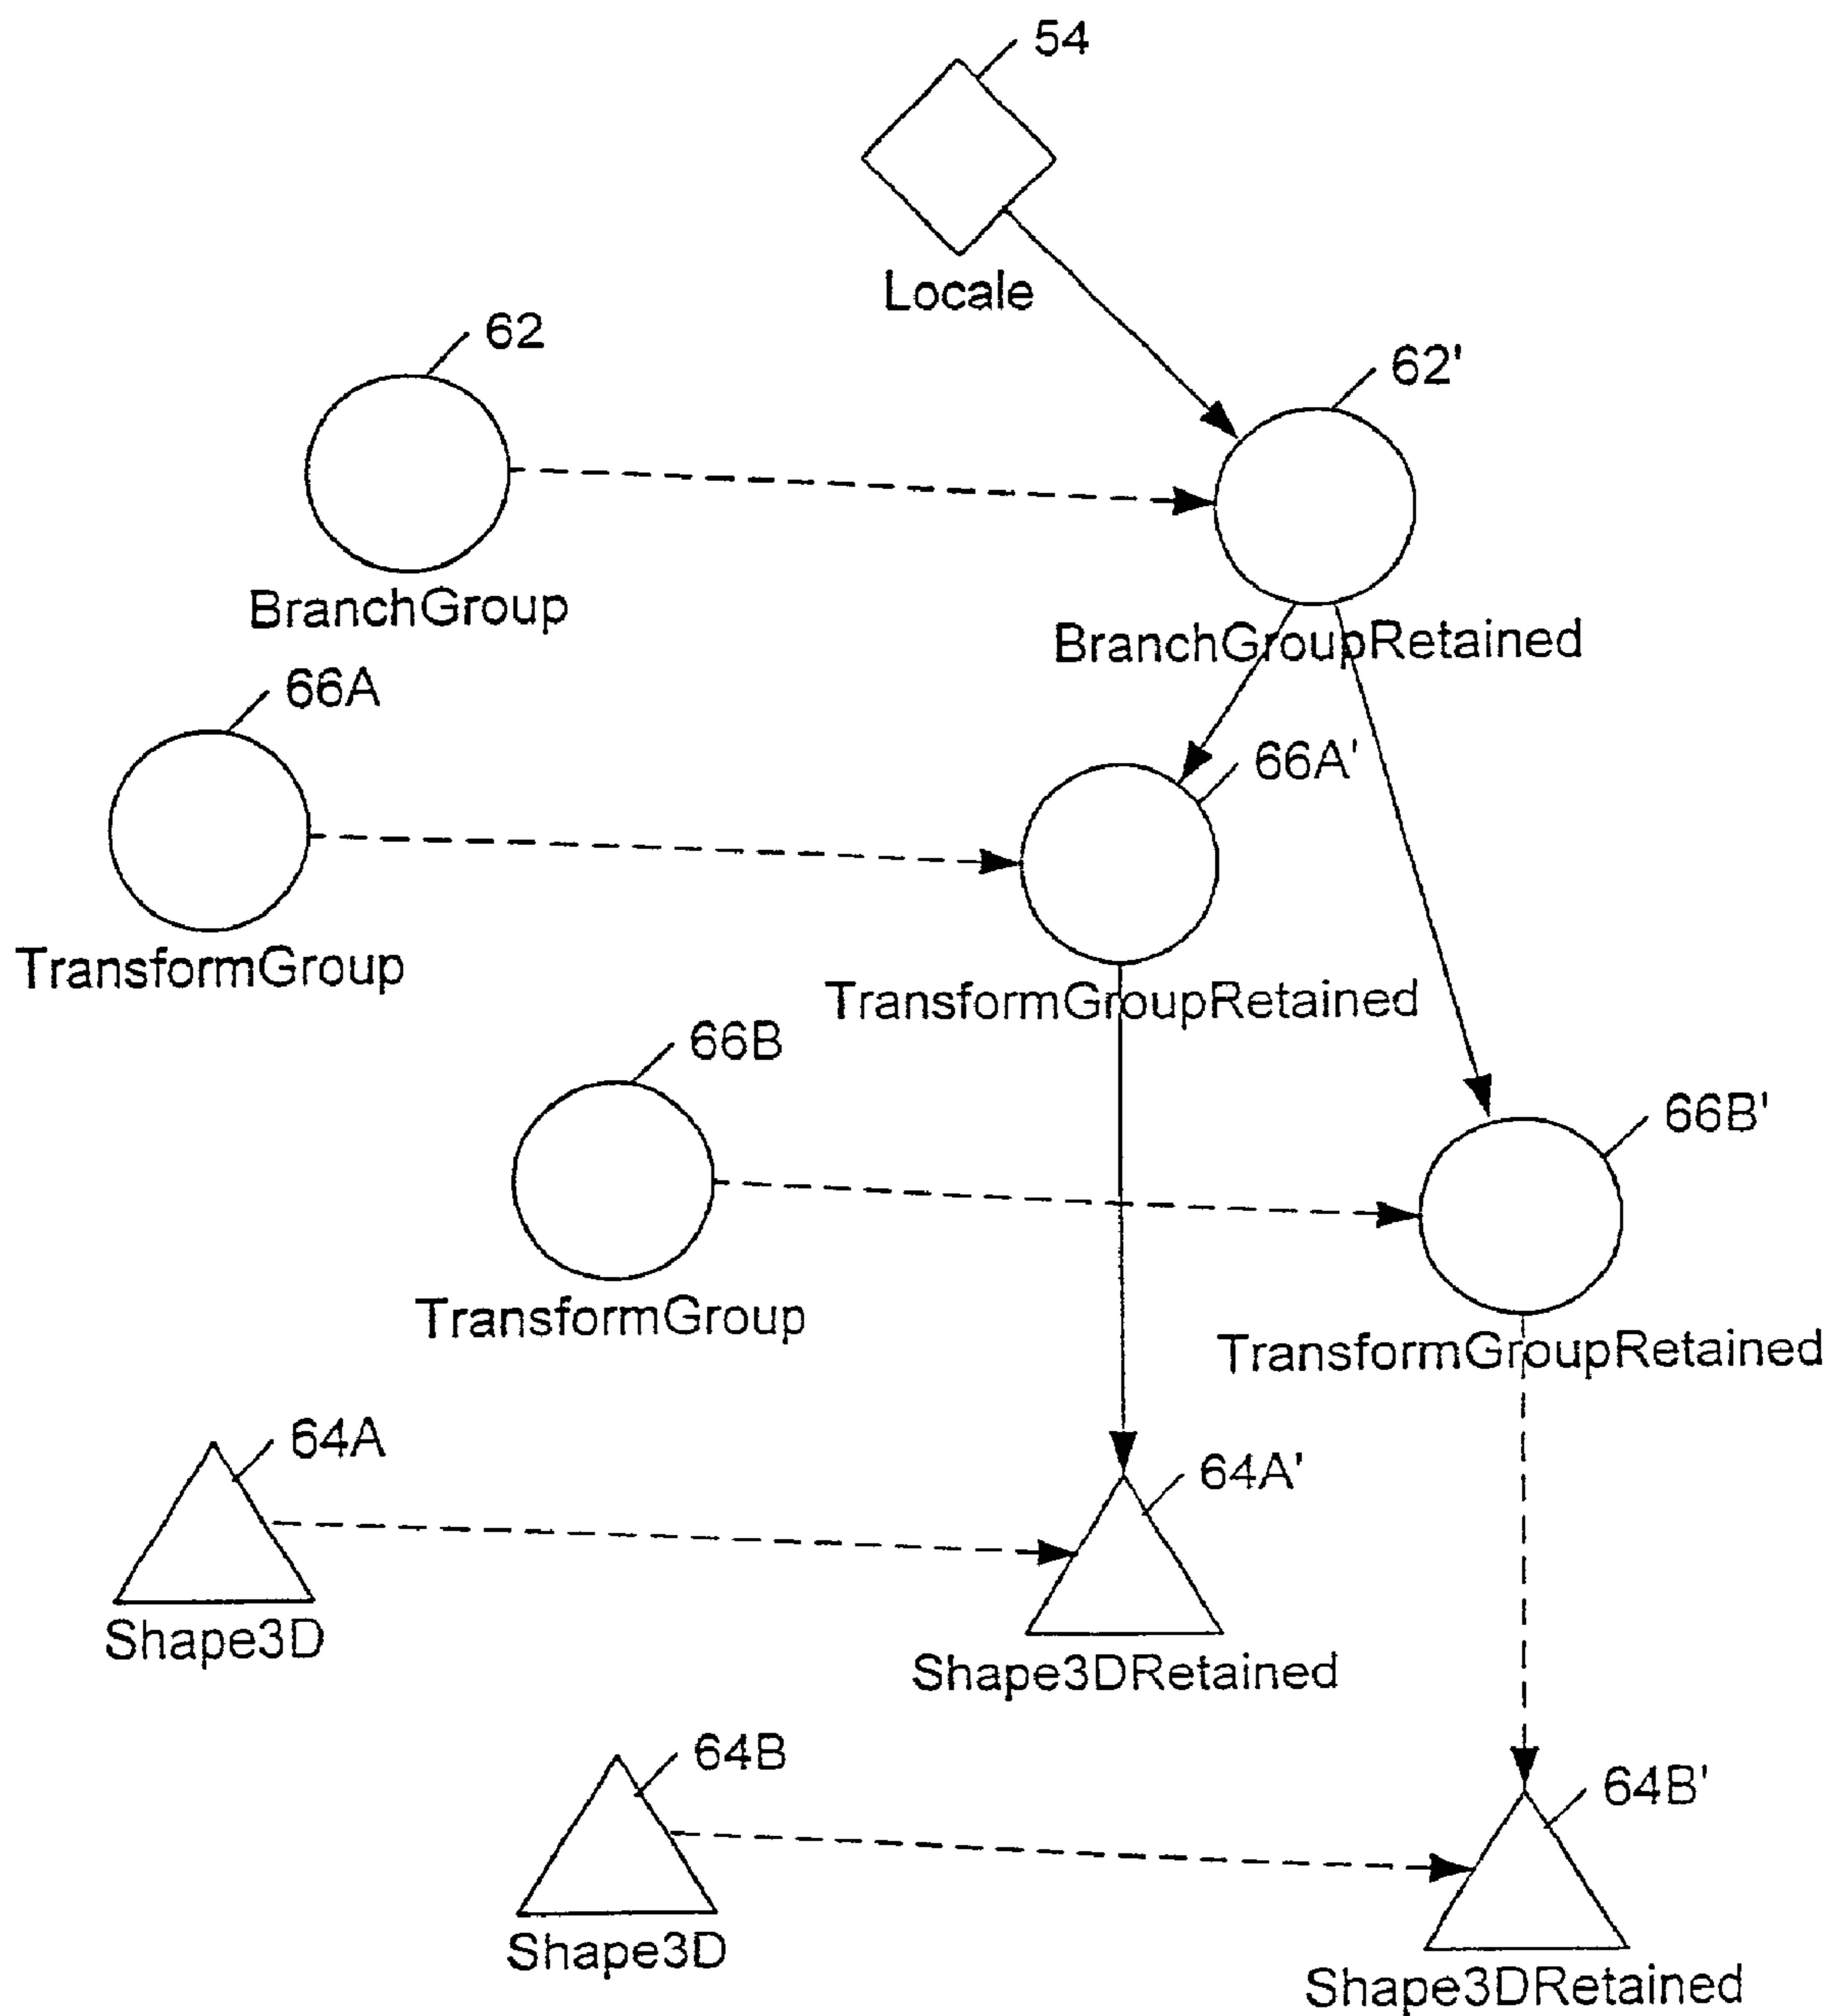 54
Locale
62
62'
BranchGroup
BranchGroupRetained
66A
66A'
TransformGroup
TransformGroupRetained
66B
66B'
TransformGroup
TransformGroupRetained
64A
64A'
Shape3D
Shape3DRetained
64B
64B'
Shape3D
Shape3DRetained